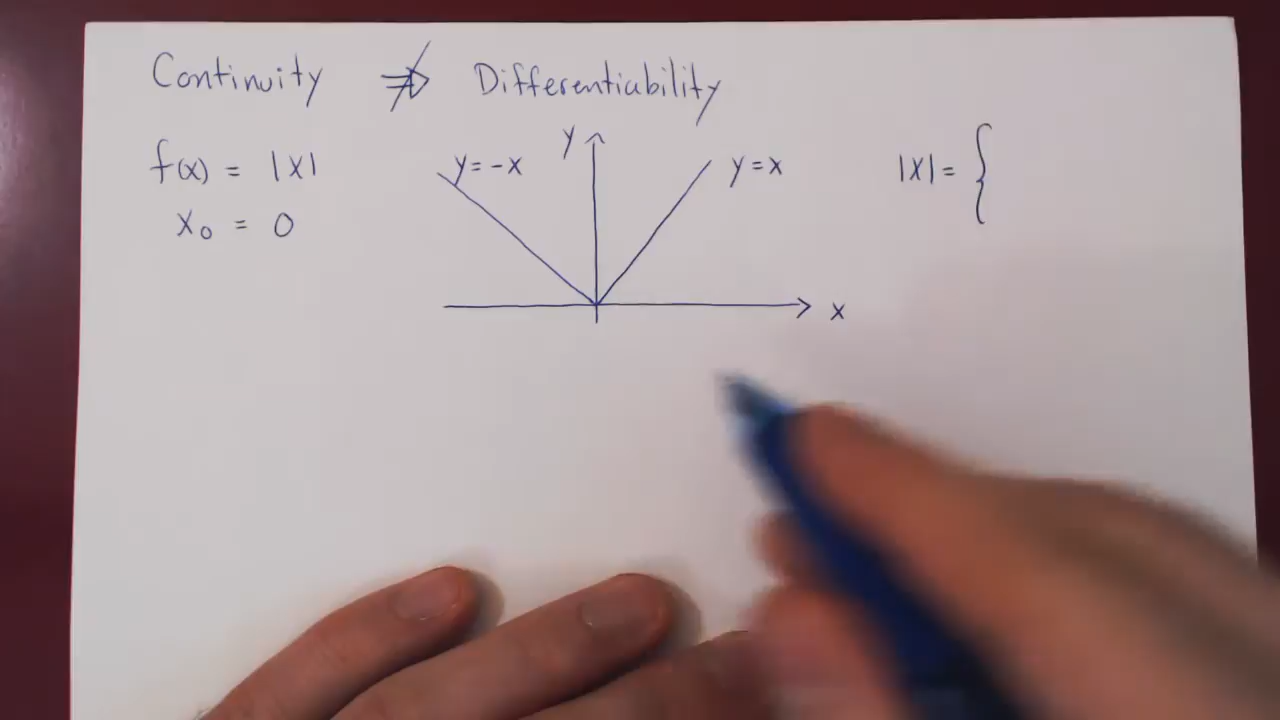 Continuity ⇏ Differentiability
f(x) = |x|
x₀ = 0
y=-x
y
y=x
x
|x| = {